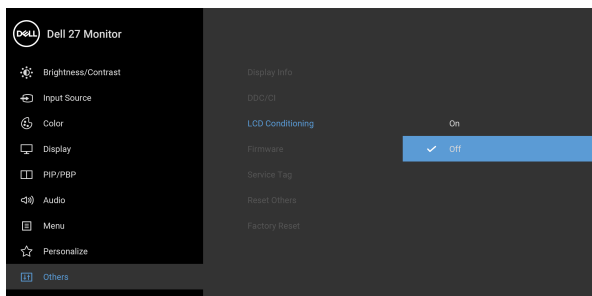 DELL Dell 27 Monitor
Brightness/Contrast
Input Source
Color
Display
PIP/PBP
Audio
Menu
Personalize
Others
Display Info
DDC/CI
LCD Conditioning
Firmware
Service Tag
Reset Others
Factory Reset
On
Off